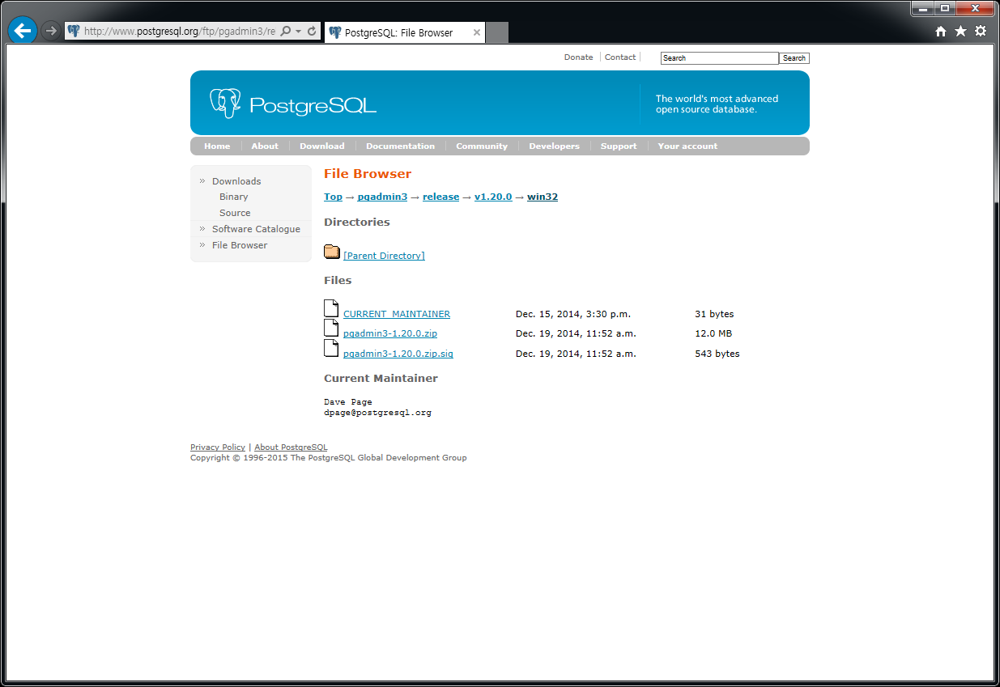 http://www.postgresql.org/ftp/pgadmin3/re
PostgreSQL: File Browser
Donate
Contact
Search
Search
PostgreSQL
The world's most advanced
open source database.
Home
About
Download
Documentation
Community
Developers
Support
Your account
» Downloads
Binary
Source
» Software Catalogue
» File Browser
File Browser
Top → pgadmin3 → release → v1.20.0 → win32
Directories
[Parent Directory]
Files
CURRENT_MAINTAINER Dec. 15, 2014, 3:30 p.m. 31 bytes
pgadmin3-1.20.0.zip Dec. 19, 2014, 11:52 a.m. 12.0 MB
pgadmin3-1.20.0.zip.sig Dec. 19, 2014, 11:52 a.m. 543 bytes
Current Maintainer
Dave Page
dpage@postgresql.org
Privacy Policy | About PostgreSQL
Copyright © 1996-2015 The PostgreSQL Global Development Group